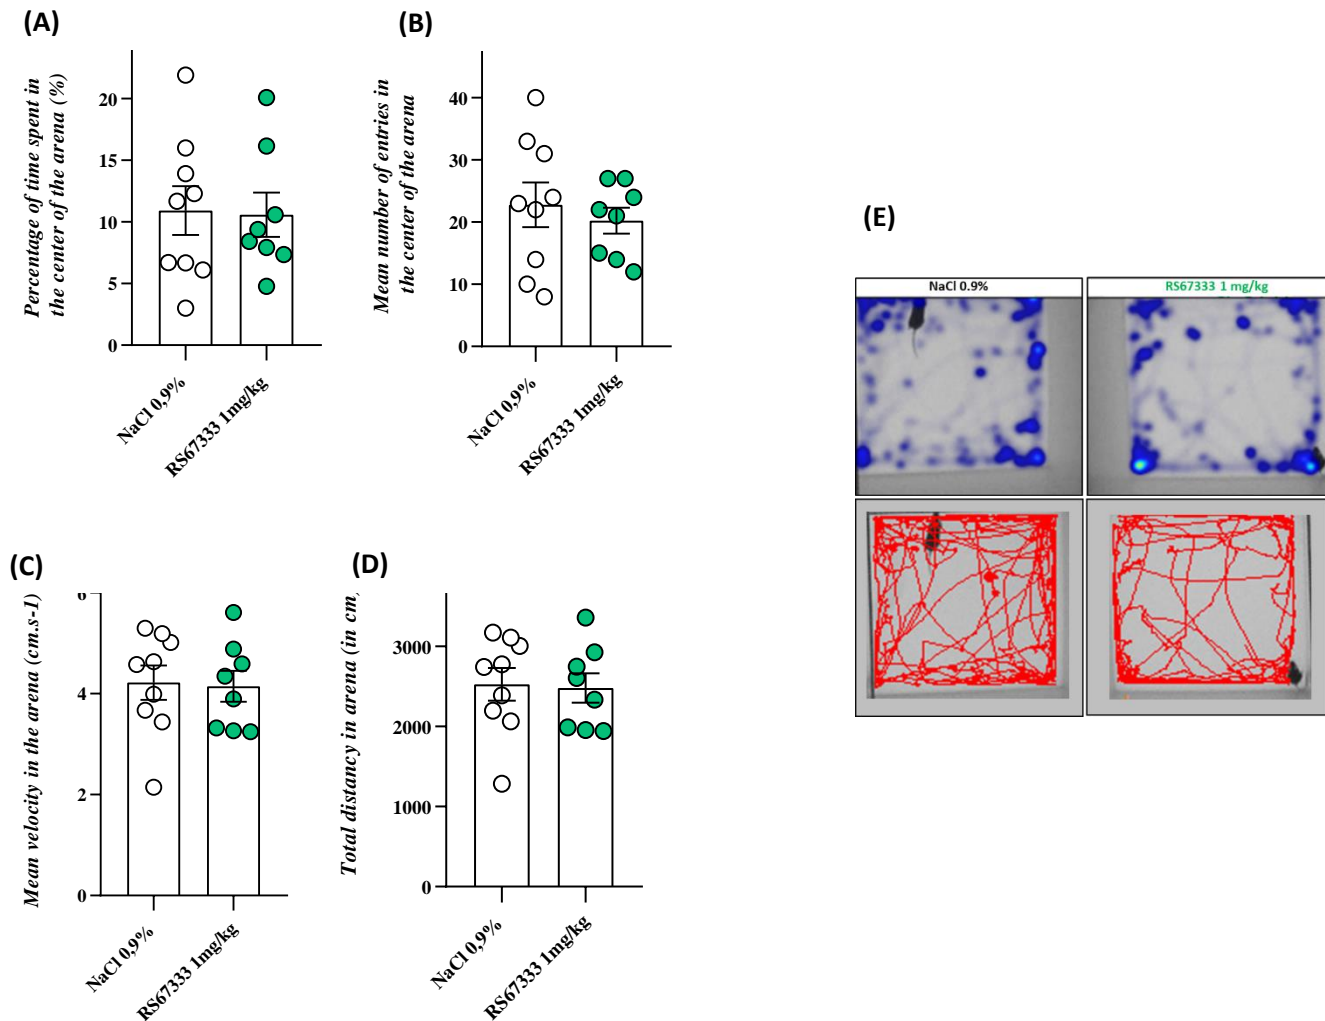 (A)
Percentage of time spent in
the center of the arena (%)
20
15
10
5
0
NaCl 0,9%
RS67333 1mg/kg
(B)
Mean number of entries in
the center of the arena
40
30
20
10
0
NaCl 0,9%
RS67333 1mg/kg
(C)
Mean velocity in the arena (cm.s-1)
6
4
2
0
NaCl 0,9%
RS67333 1mg/kg
(D)
Total distancy in arena (in cm)
3000
2000
1000
0
NaCl 0,9%
RS67333 1mg/kg
(E)
NaCl 0.9%
RS67333 1 mg/kg